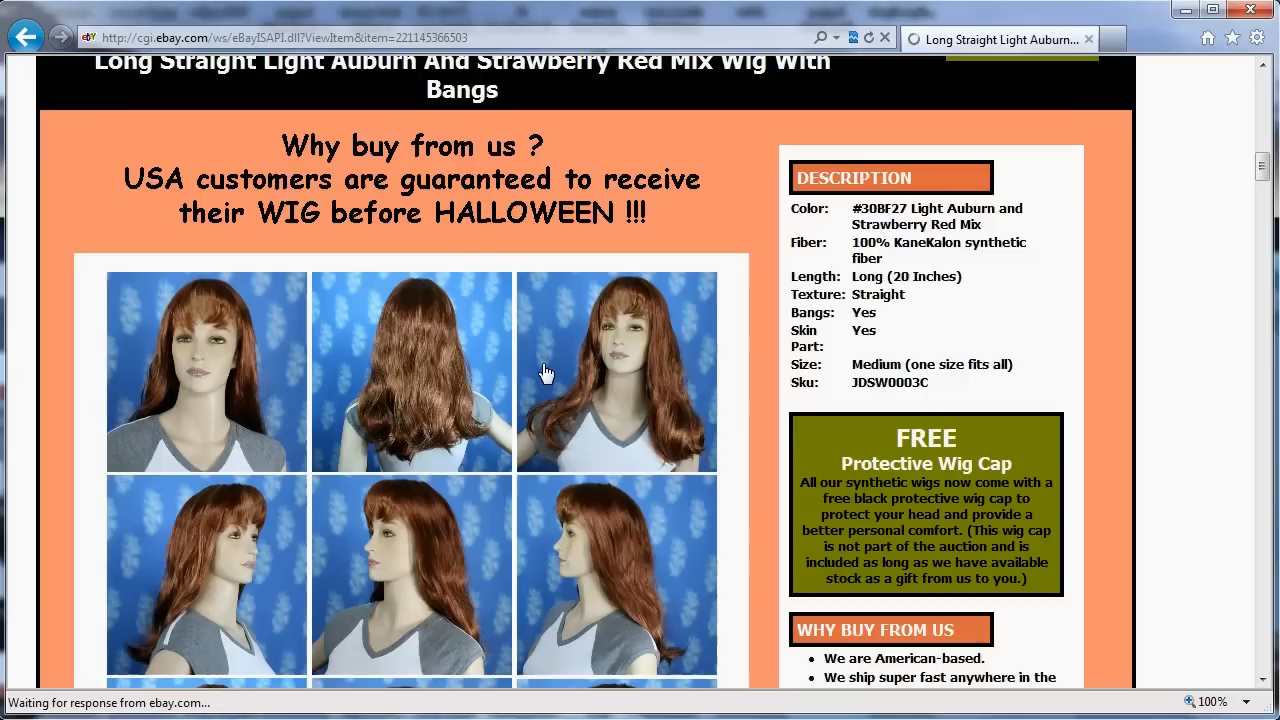 http://cgi.ebay.com/ws/eBayISAPI.dll?ViewItem&item=221145366503
Long Straight Light Auburn...
Long Straight Light Auburn And Strawberry Red Mix Wig With
Bangs
Why buy from us ?
USA customers are guaranteed to receive
their WIG before HALLOWEEN !!!
DESCRIPTION
Color: #30BF27 Light Auburn and
Strawberry Red Mix
Fiber: 100% KaneKalon synthetic
fiber
Length: Long (20 Inches)
Texture: Straight
Bangs: Yes
Skin Yes
Part:
Size: Medium (one size fits all)
Sku: JDSW0003C
FREE
Protective Wig Cap
All our synthetic wigs now come with a
free black protective wig cap to
protect your head and provide a
better personal comfort. (This wig cap
is not part of the auction and is
included as long as we have available
stock as a gift from us to you.)
WHY BUY FROM US
• We are American-based.
• We ship super fast anywhere in the
Waiting for response from ebay.com...
100%